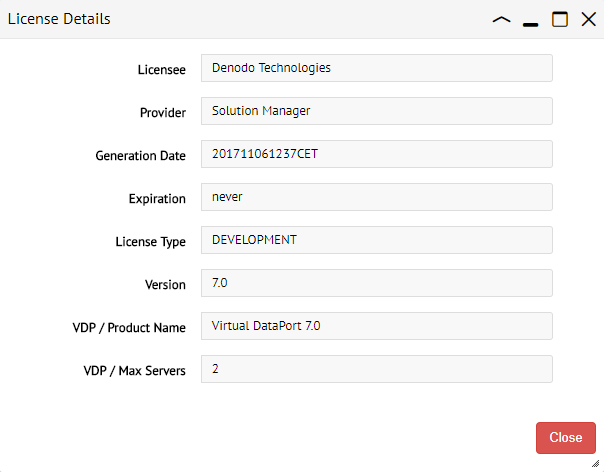 License Details
Licensee Denodo Technologies
Provider Solution Manager
Generation Date 201711061237CET
Expiration never
License Type DEVELOPMENT
Version 7.0
VDP / Product Name Virtual DataPort 7.0
VDP / Max Servers 2
Close